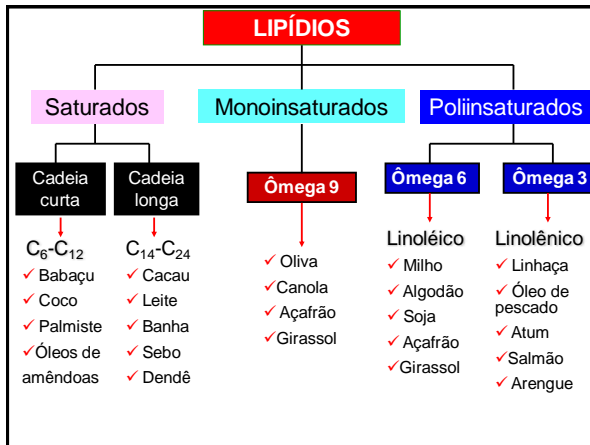 LIPÍDIOS
Saturados
Monoinsaturados
Poliinsaturados
Cadeia
curta
Cadeia
longa
Ômega 9
Ômega 6
Ômega 3
C₆-C₁₂
✓ Babaçu
✓ Coco
✓ Palmiste
✓Óleos de
amêndoas
C₁₄-C₂₄
✓ Cacau
✓ Leite
✓ Banha
✓ Sebo
✓ Dendê
✓ Oliva
✓Canola
✓ Açafrão
✓Girassol
Linoléico
✓ Milho
✓ Algodão
✓ Soja
✓ Açafrão
✓ Girassol
Linolênico
✓ Linhaça
✓ Óleo de
pescado
✓ Atum
✓Salmão
✓ Arengue